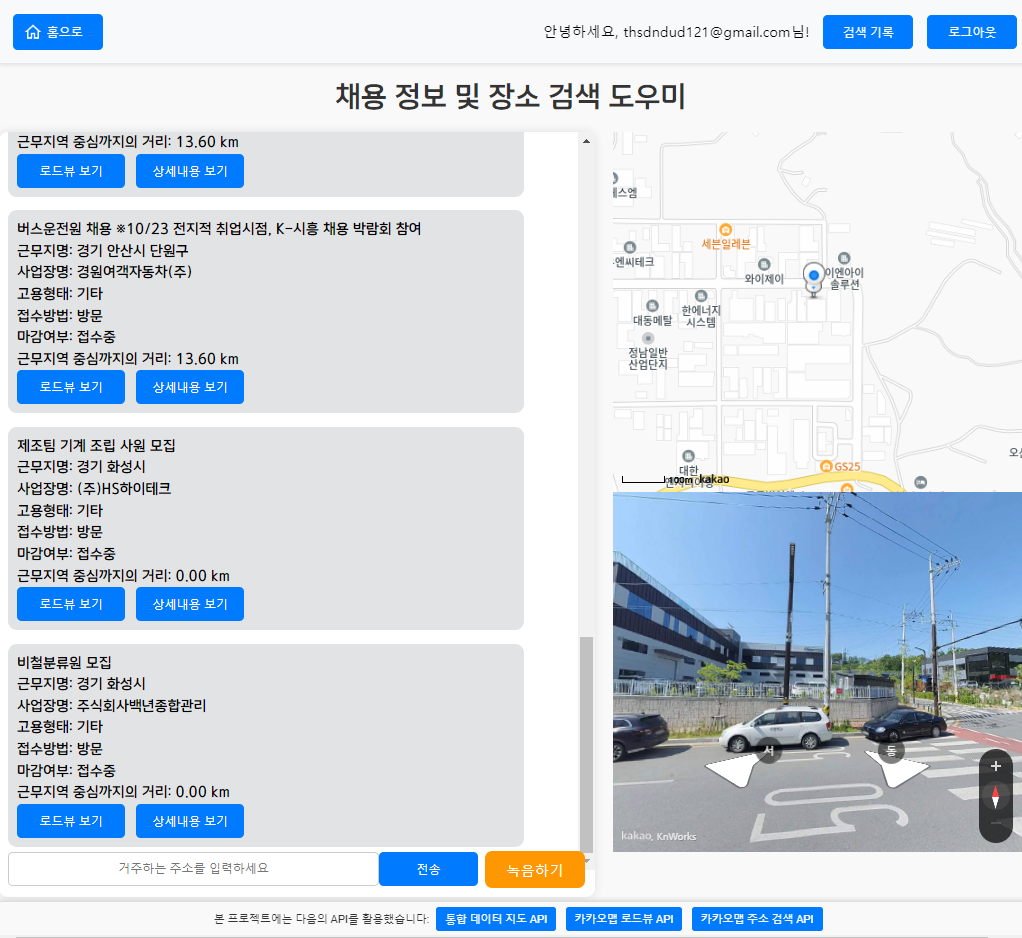 홈으로
안녕하세요, thsdndud121@gmail.com님!
검색 기록
로그아웃
채용 정보 및 장소 검색 도우미
근무지역 중심까지의 거리: 13.60 km
로드뷰 보기
상세내용 보기
버스운전원 채용 ※10/23 전지적 취업시점, K-시흥 채용 박람회 참여
근무지명: 경기 안산시 단원구
사업장명: 경원여객자동차(주)
고용형태: 기타
접수방법: 방문
마감여부: 접수중
근무지역 중심까지의 거리: 13.60 km
로드뷰 보기
상세내용 보기
제조팀 기계 조립 사원 모집
근무지명: 경기 화성시
사업장명: (주)HS하이테크
고용형태: 기타
접수방법: 방문
마감여부: 접수중
근무지역 중심까지의 거리: 0.00 km
로드뷰 보기
상세내용 보기
비철분류원 모집
근무지명: 경기 화성시
사업장명: 주식회사백년종합관리
고용형태: 기타
접수방법: 방문
마감여부: 접수중
근무지역 중심까지의 거리: 0.00 km
로드뷰 보기
상세내용 보기
거주하는 주소를 입력하세요
전송
녹음하기
세븐일레븐
엔씨테크
와이제이
이엔아이
솔루션
대동메탈
한에너지
시스템
정남일반
산업단지
대한
GS25
100m
kakao
서
동
kakao, KnWorks
본 프로젝트에는 다음의 API를 활용했습니다:
통합 데이터 지도 API
카카오맵 로드뷰 API
카카오맵 주소 검색 API